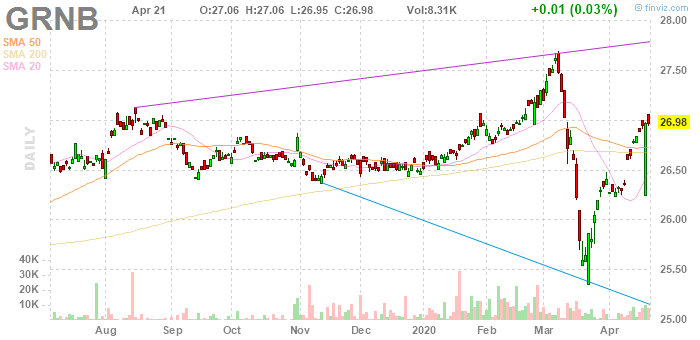 GRNB Apr 21 O:27.06 H:27.06 L:26.95 C:26.98 Vol:8.31K +0.01 (0.03%) © finviz.com
SMA 50
SMA 200
SMA 20
DAILY
28.00
27.50
26.98
26.50
26.00
25.50
25.00
40K
30K
20K
10K
Aug Sep Oct Nov Dec 2020 Feb Mar Apr